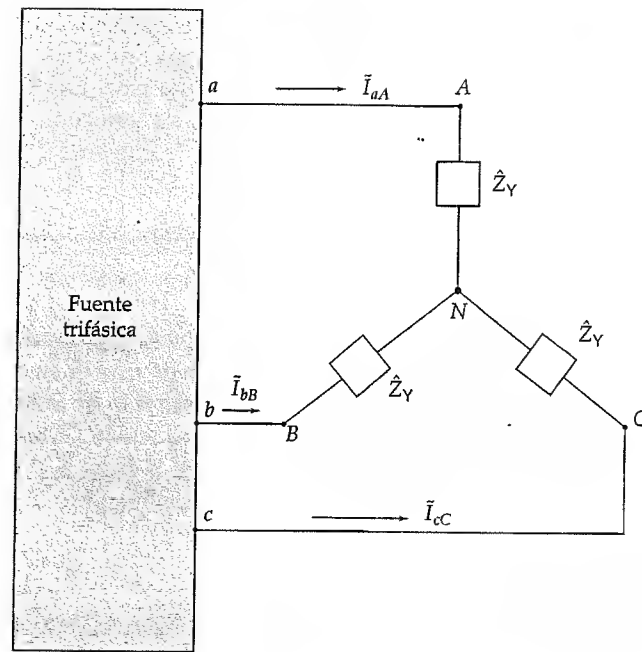 a
Ĩ_aA
A
Ẑ_Y
Fuente
trifásica
N
Ẑ_Y
Ẑ_Y
b
Ĩ_bB
B
C
c
Ĩ_cC